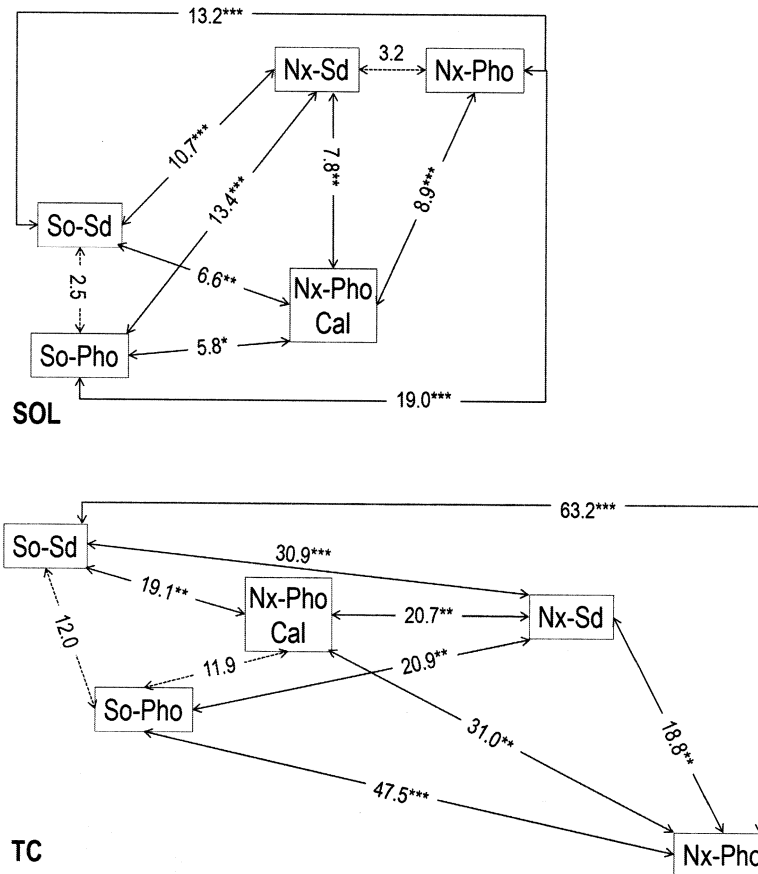 13.2***
Nx-Sd
3.2
Nx-Pho
10.7***
13.4***
7.8**
8.9***
So-Sd
2.5
6.6**
Nx-Pho
Cal
So-Pho
5.8*
19.0***
SOL
63.2***
So-Sd
30.9***
19.1**
Nx-Pho
Cal
20.7**
Nx-Sd
12.0
11.9
20.9**
So-Pho
31.0**
18.8**
47.5***
TC
Nx-Pho